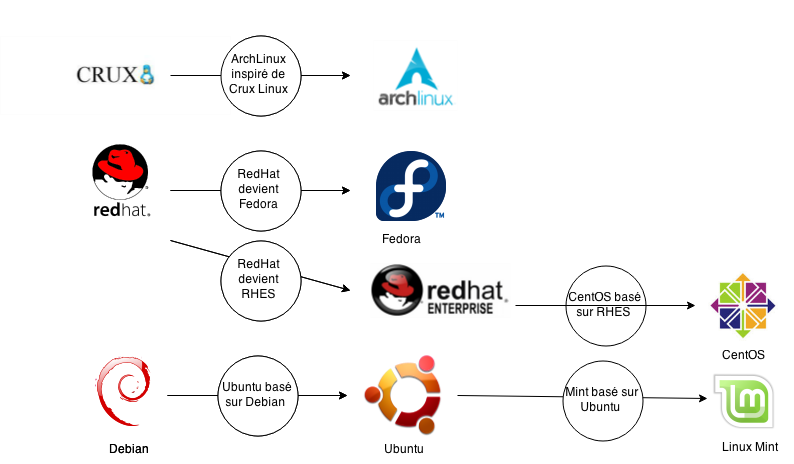 CRUX
ArchLinux
inspiré de
Crux Linux
archlinux
redhat.
RedHat
devient
Fedora
TM
Fedora
RedHat
devient
RHES
redhat.
ENTERPRISE
CentOS basé
sur RHES
CentOS
Debian
Ubuntu basé
sur Debian
Ubuntu
Mint basé sur
Ubuntu
Linux Mint